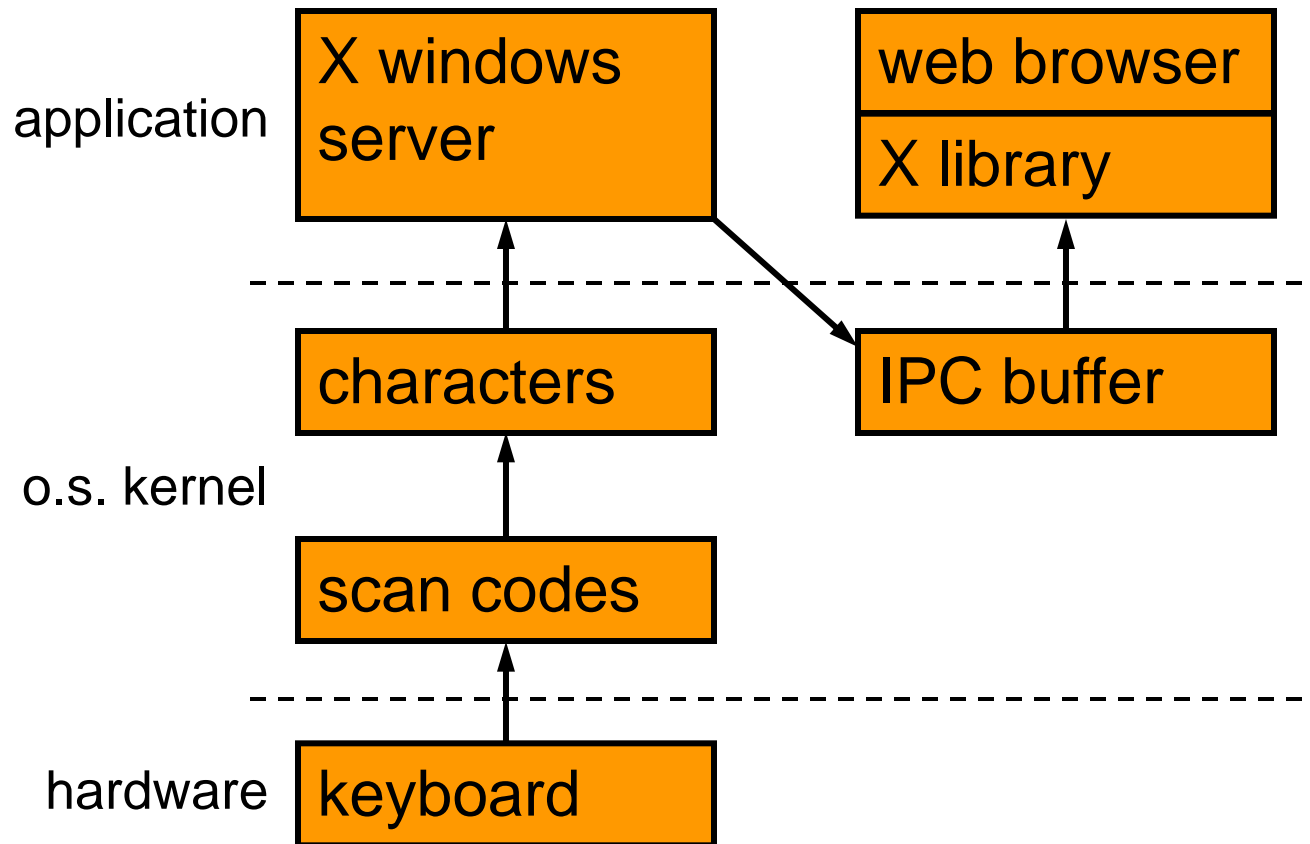 X windows
server
web browser
X library
application
characters
IPC buffer
o.s. kernel
scan codes
hardware
keyboard